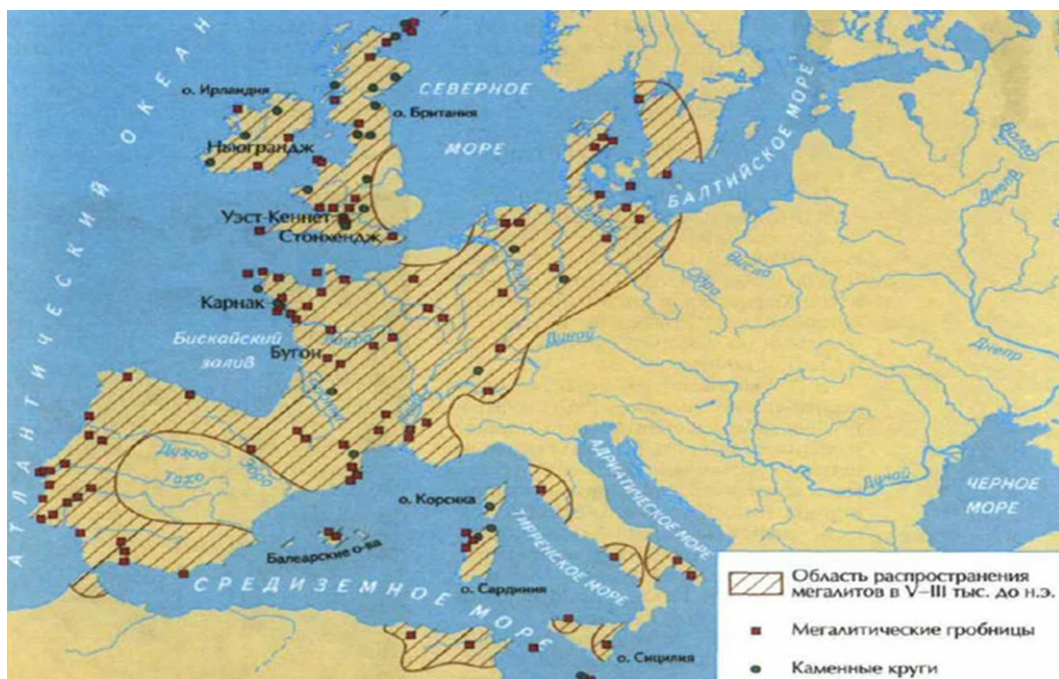 АТЛАНТИЧЕСКИЙ ОКЕАН
о. Ирландия
СЕВЕРНОЕ
МОРЕ
о. Британия
Ньюграндж
БАЛТИЙСКОЕ МОРЕ
Днепр
Уэст-Кеннет
Стонхендж
Одра
Висла
Карнак
Бискайский
залив
Бугон
Дунай
Днепр
Дуэро
Тахо
Эбро
о. Корсика
АДРИАТИЧЕСКОЕ МОРЕ
Дунай
ЧЕРНОЕ
МОРЕ
ТИРРЕНСКОЕ МОРЕ
Балеарские о-ва
о. Сардиния
СРЕДИЗЕМНОЕ МОРЕ
о. Сицилия
Область распространения
мегалитов в V–III тыс. до н.э.
Мегалитические гробницы
Каменные круги